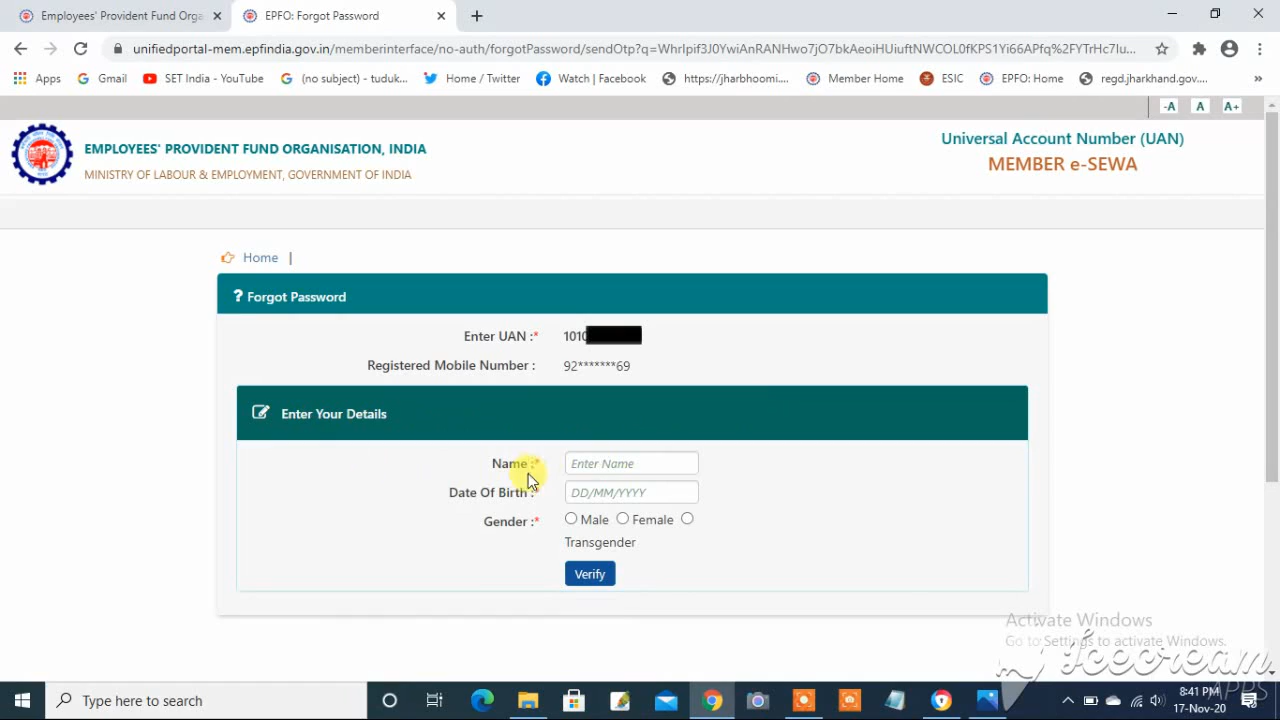 Employees' Provident Fund Orga
EPFO: Forgot Password
unifiedportal-mem.epfindia.gov.in/memberinterface/no-auth/forgotPassword/sendOtp?q=WhrIpif3J0YwiAnRANHwo7jO7bkAeoiHUiuftNWCOL0fKPS1Yi66APfq%2FYTrHc7Iu...
Apps Gmail SET India - YouTube (no subject) - tuduk... Home / Twitter Watch | Facebook https://jharbhoomi.... Member Home ESIC EPFO: Home regd.jharkhand.gov.... »
-A A A+
EMPLOYEES' PROVIDENT FUND ORGANISATION, INDIA
MINISTRY OF LABOUR & EMPLOYMENT, GOVERNMENT OF INDIA
Universal Account Number (UAN)
MEMBER e-SEWA
Home |
? Forgot Password
Enter UAN :* 1010
Registered Mobile Number : 92*******69
Enter Your Details
Name :* Enter Name
Date Of Birth :* DD/MM/YYYY
Gender :* Male Female
Transgender
Verify
Activate Windows
Go to Settings to activate Windows.
Icecream
APPS
Type here to search
8:41 PM
17-Nov-20